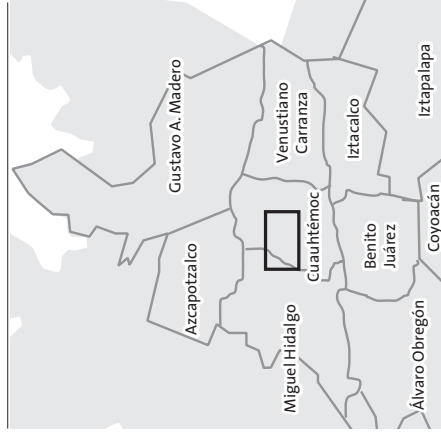 Gustavo A. Madero
Azcapotzalco
Venustiano
Carranza
Miguel Hidalgo
Cuauhtémoc
Iztacalco
Benito
Juárez
Iztapalapa
Álvaro Obregón
Coyoacán